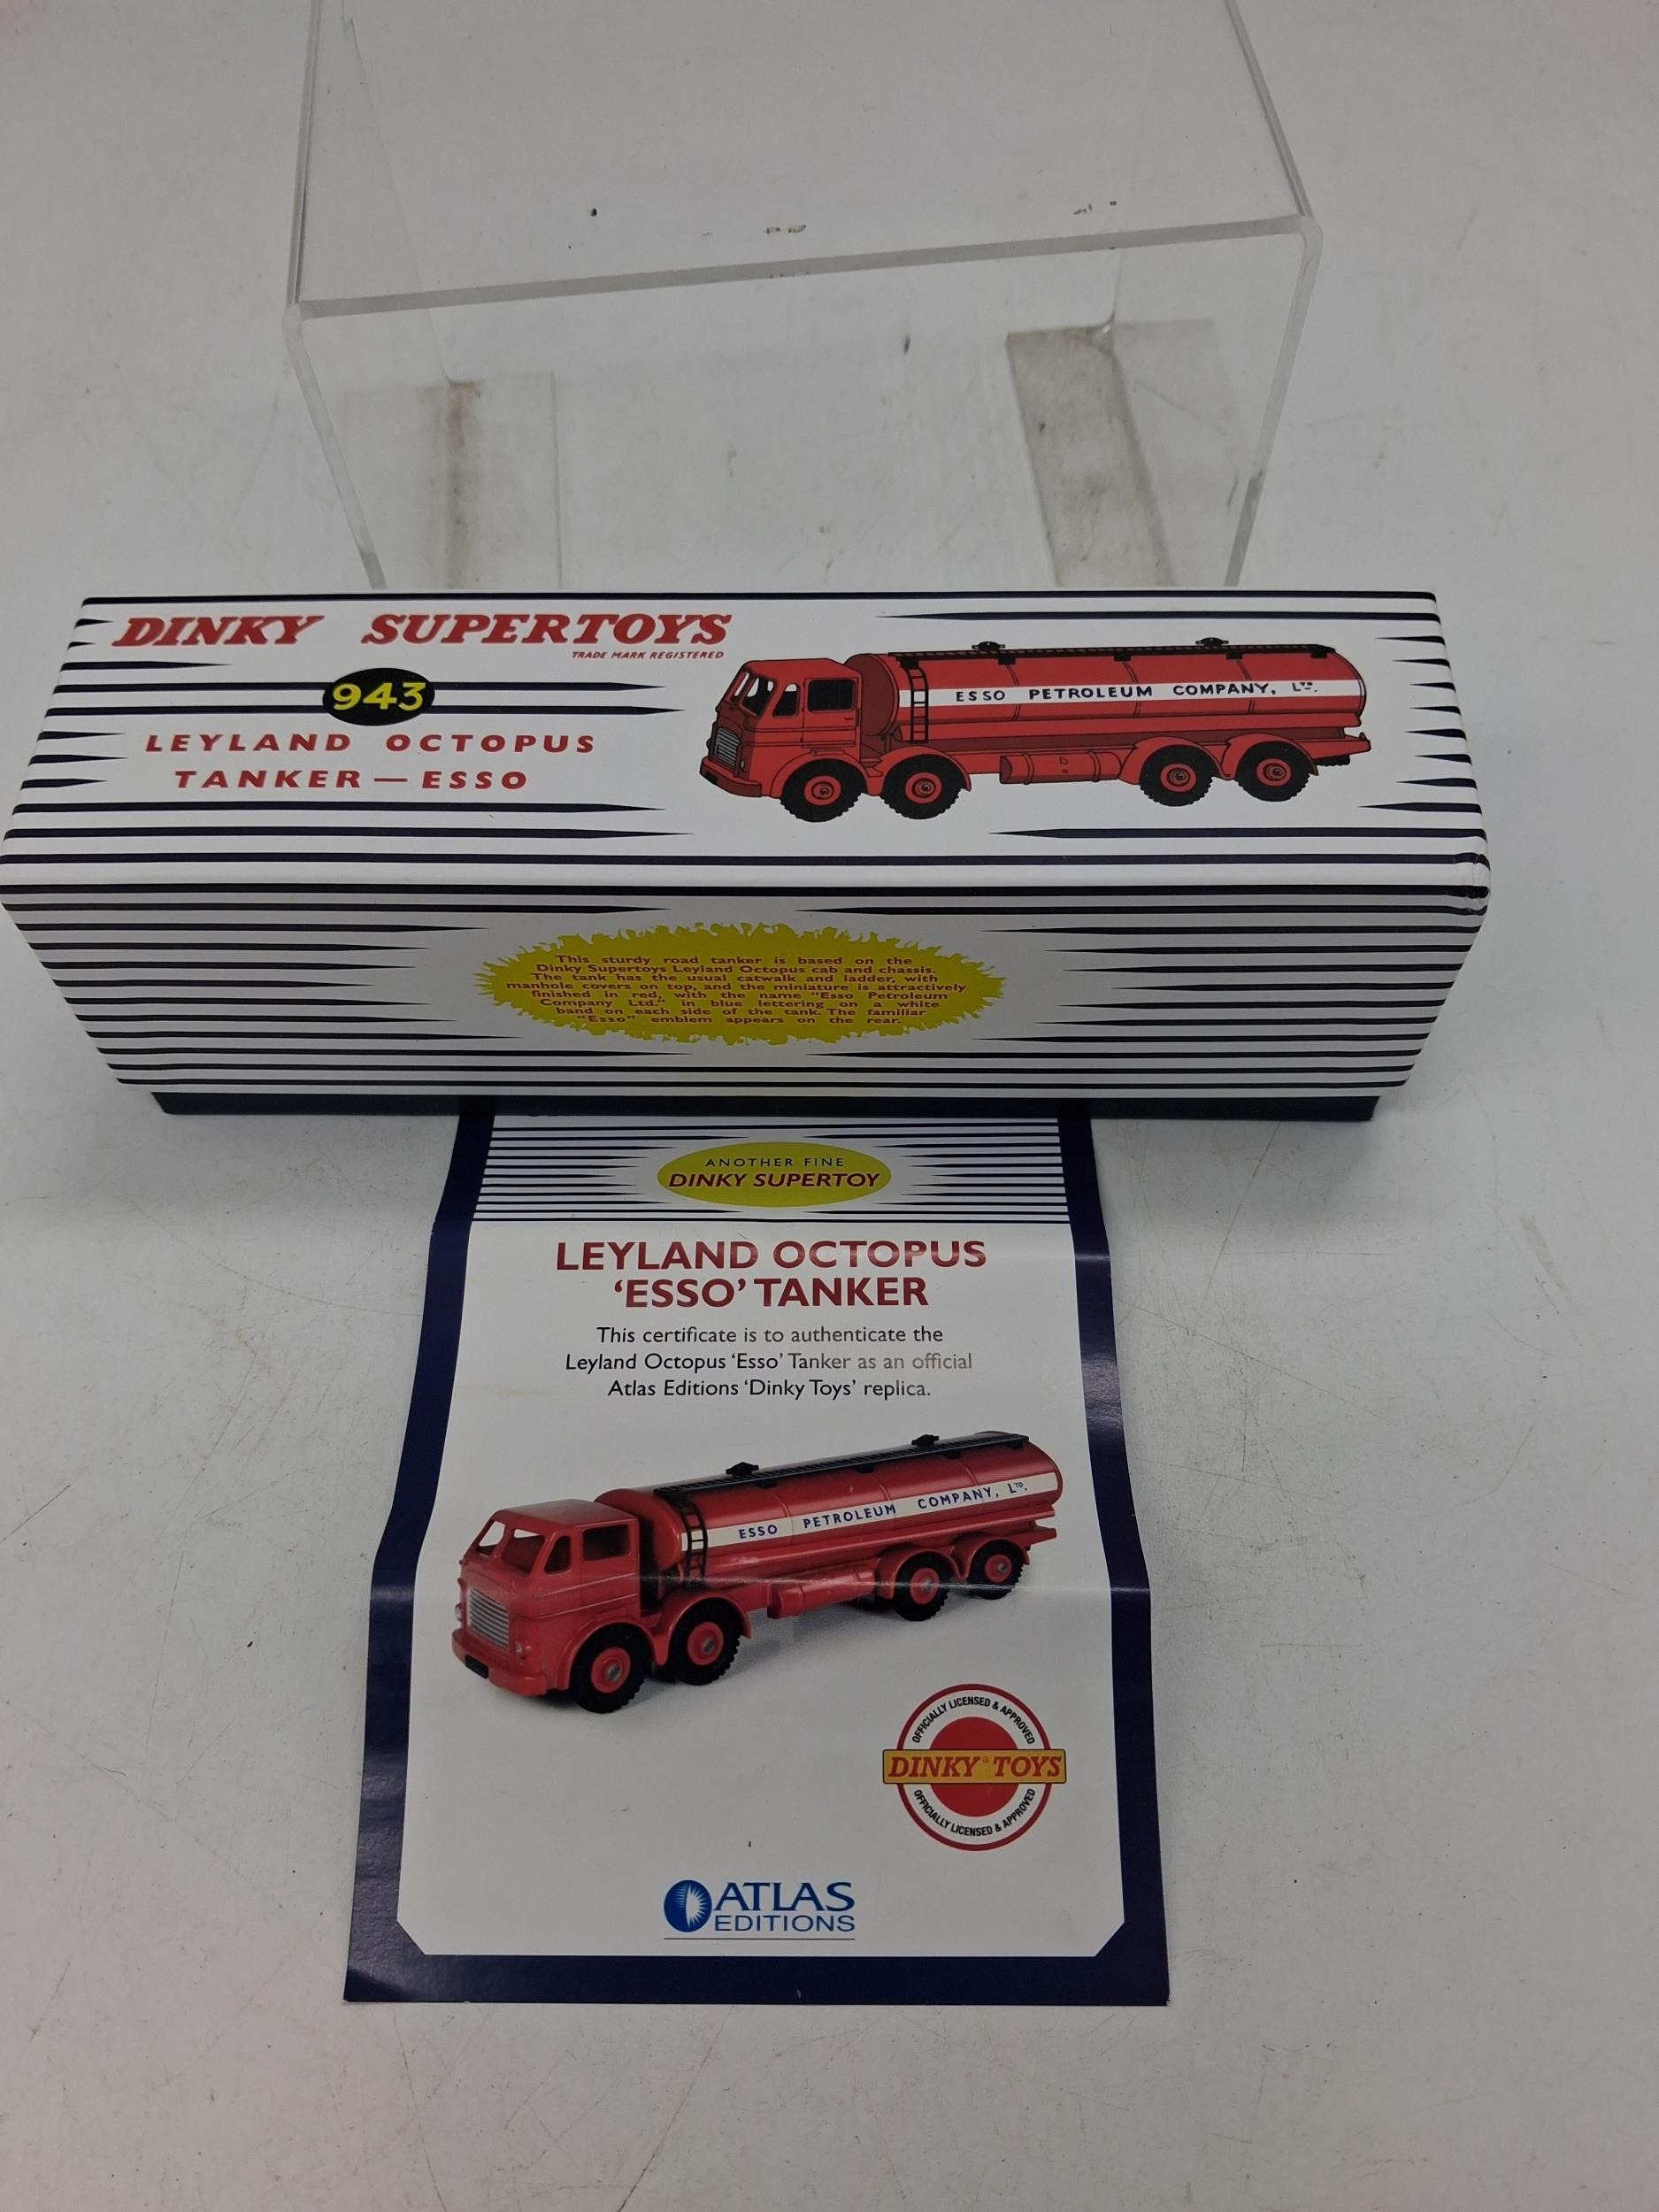 DINKY SUPERTOYS
TRADE MARK REGISTERED
943
LEYLAND OCTOPUS
TANKER — ESSO
ESSO PETROLEUM COMPANY, LTD.
This sturdy road tanker is based on the
Dinky Supertoys Leyland Octopus cab and chassis.
The tank has the usual catwalk and ladder, with
manhole covers on top, and the miniature is attractively
finished in red, with the name "Esso Petroleum
Company Ltd." in blue lettering on a white
band on each side of the tank. The familiar
"Esso" emblem appears on the rear.
ANOTHER FINE
DINKY SUPERTOY
LEYLAND OCTOPUS
‘ESSO’ TANKER
This certificate is to authenticate the
Leyland Octopus ‘Esso’ Tanker as an official
Atlas Editions ‘Dinky Toys’ replica.
ESSO PETROLEUM COMPANY, LTD.
OFFICIALLY LICENSED & APPROVED
DINKY® TOYS
OFFICIALLY LICENSED & APPROVED
ATLAS
EDITIONS